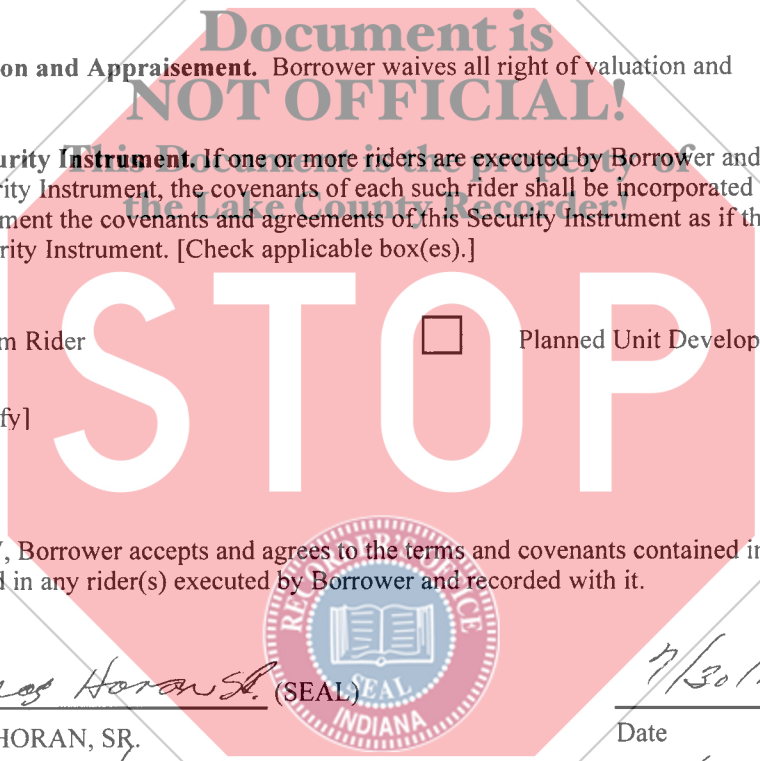 Document is
on and Appraisement. Borrower waives all right of valuation and
NOT OFFICIAL!
This Document is the property of
urity Instrument. If one or more riders are executed by Borrower and
the Lake County Recorder!
rity Instrument, the covenants of each such rider shall be incorporated
ment the covenants and agreements of this Security Instrument as if th
rity Instrument. [Check applicable box(es).]
STOP
m Rider
Planned Unit Develop
fy]
, Borrower accepts and agrees to the terms and covenants contained in
d in any rider(s) executed by Borrower and recorded with it.
RECORDER'S OFFICE
SEAL
INDIANA
Horan Sr. (SEAL)
7/30/
HORAN, SR.
Date